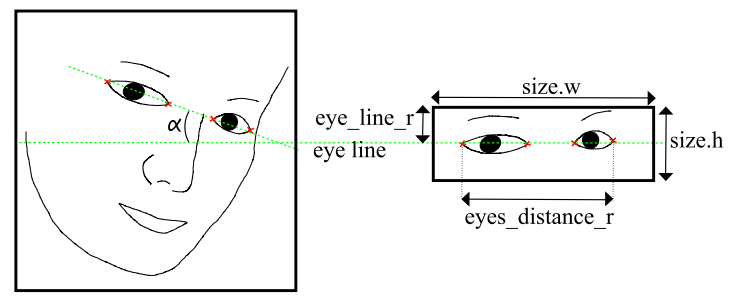 size.w
eye_line_r
α
size.h
eye line
eyes_distance_r